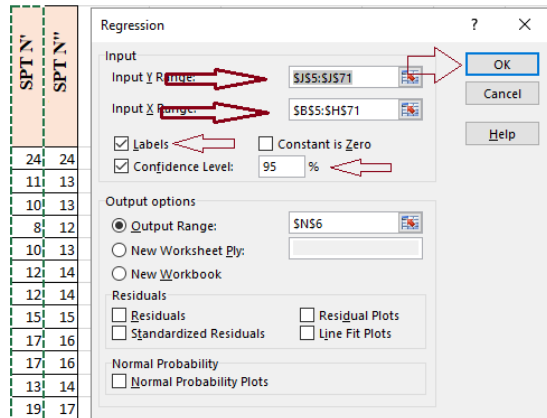 SPT N'
SPT N"
24 24
11 13
10 13
8 12
10 13
12 14
12 14
15 15
17 16
17 16
13 14
19 17
Regression
? ×
Input
Input Y Range: $J$5:$J$71
Input X Range: $B$5:$H$71
Labels
Constant is Zero
Confidence Level: 95 %
OK
Cancel
Help
Output options
Output Range: $N$6
New Worksheet Ply:
New Workbook
Residuals
Residuals
Residual Plots
Standardized Residuals
Line Fit Plots
Normal Probability
Normal Probability Plots